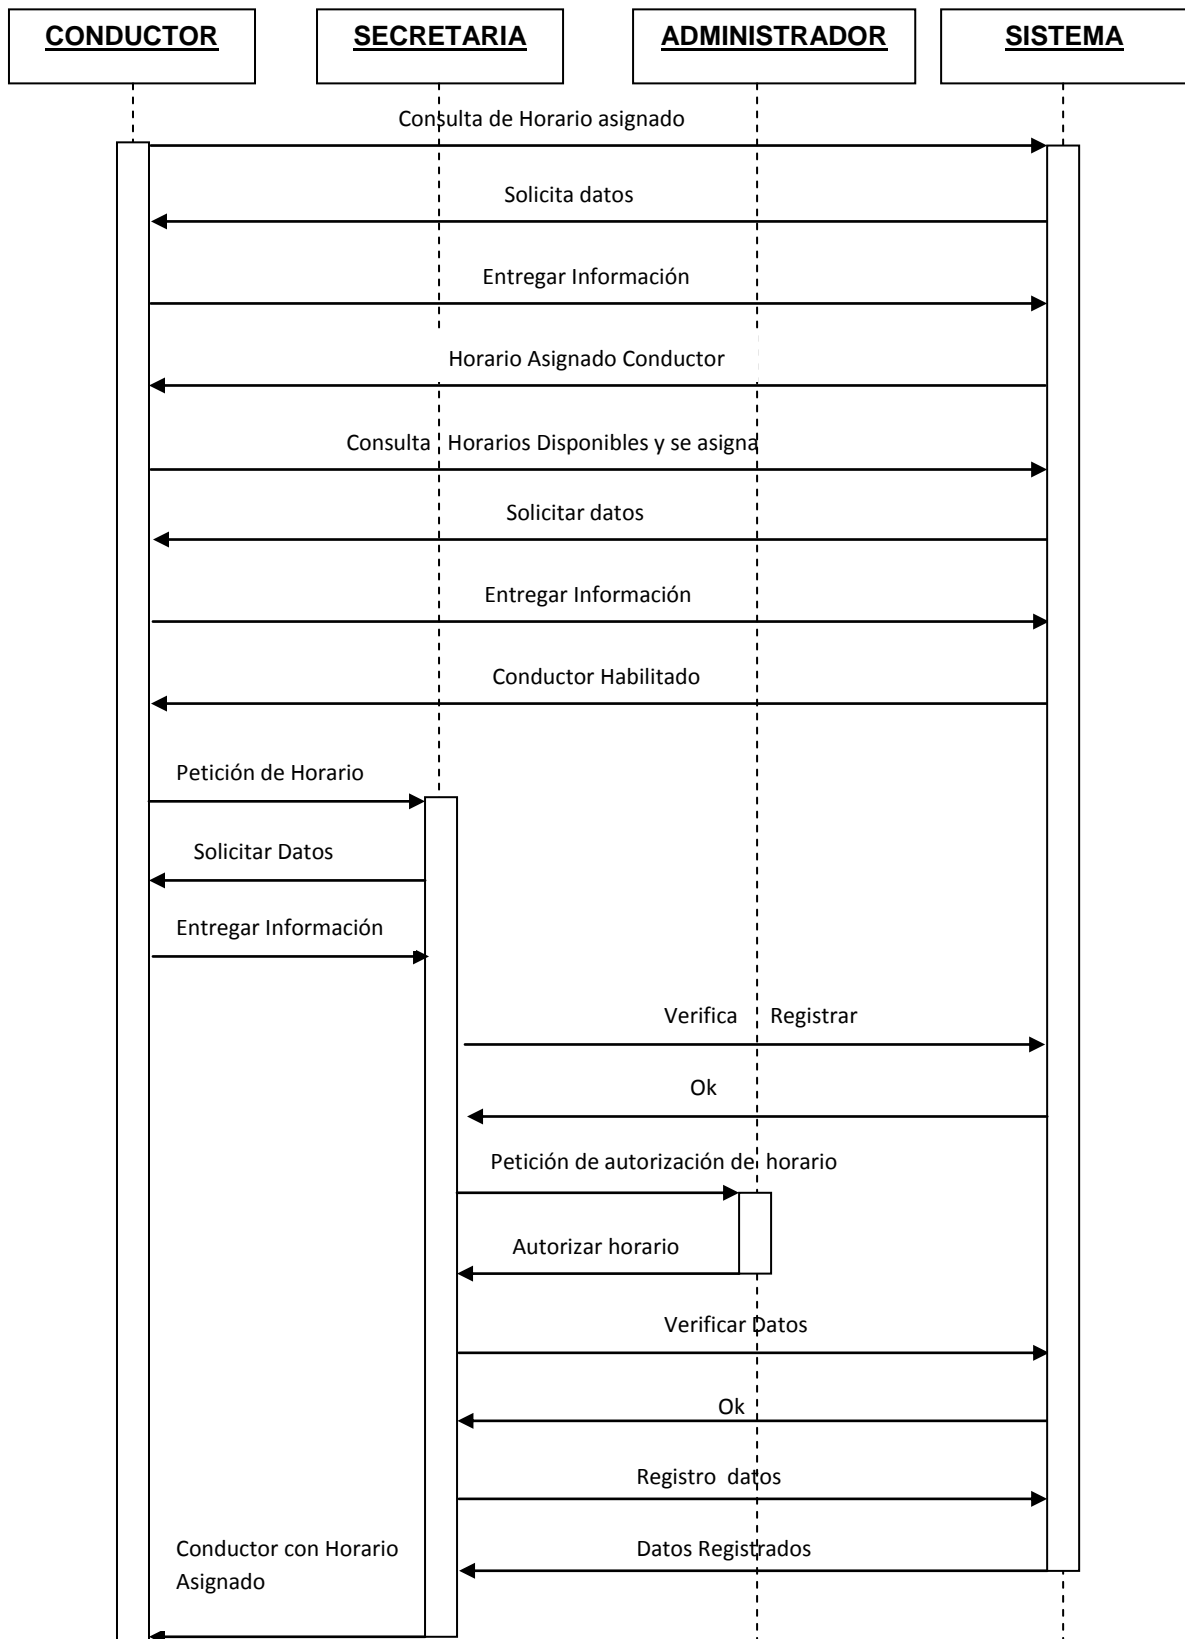 CONDUCTOR
SECRETARIA
ADMINISTRADOR
SISTEMA
Consulta de Horario asignado
Solicita datos
Entregar Información
Horario Asignado Conductor
Consulta Horarios Disponibles y se asigna
Solicitar datos
Entregar Información
Conductor Habilitado
Petición de Horario
Solicitar Datos
Entregar Información
Verifica Registrar
Ok
Petición de autorización de horario
Autorizar horario
Verificar Datos
Ok
Registro datos
Datos Registrados
Conductor con Horario
Asignado